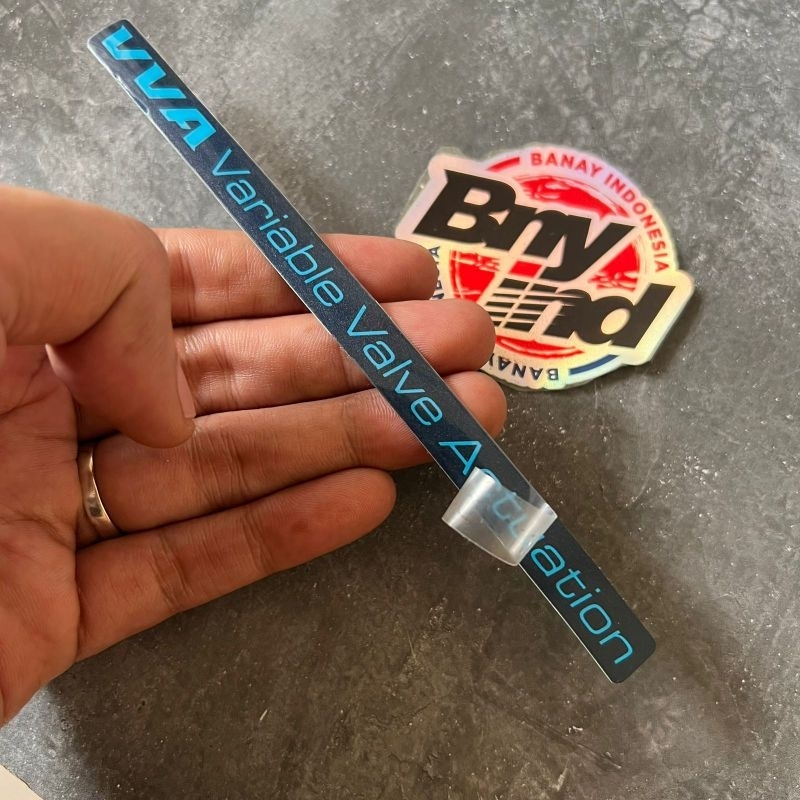 VVA Variable Valve Actuation
BANAY INDONESIA
Bny
ind
BANAY